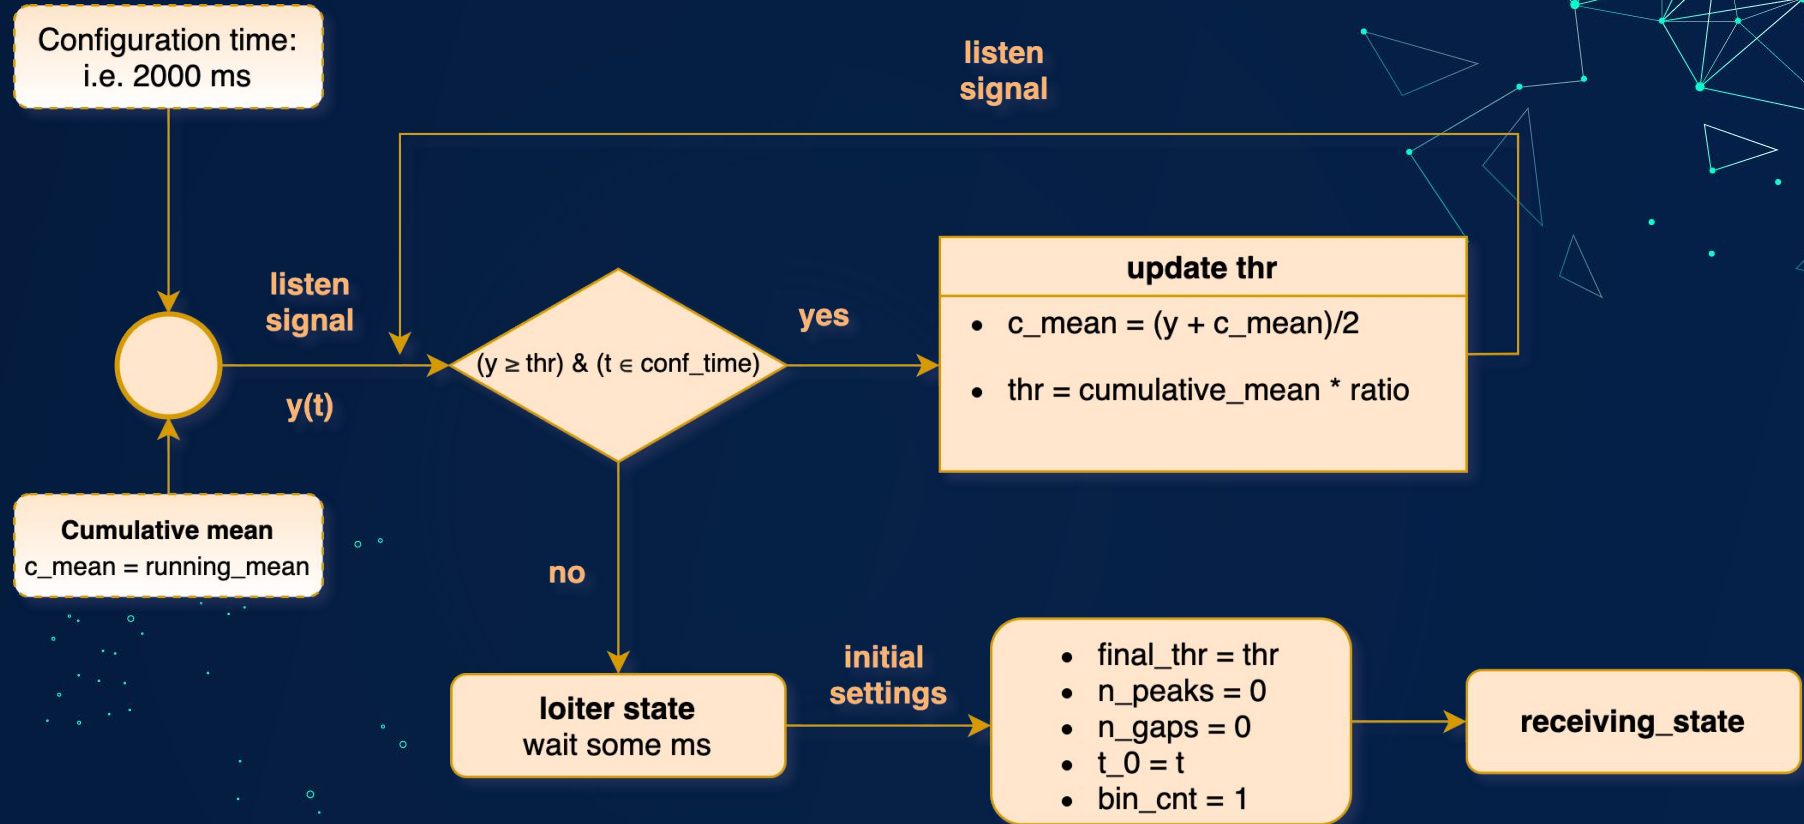 Configuration time:
i.e. 2000 ms
listen
signal
listen
signal
y(t)
(y ≥ thr) & (t ∈ conf_time)
yes
update thr
• c_mean = (y + c_mean)/2
• thr = cumulative_mean * ratio
Cumulative mean
c_mean = running_mean
no
loiter state
wait some ms
initial
settings
• final_thr = thr
• n_peaks = 0
• n_gaps = 0
• t_0 = t
• bin_cnt = 1
receiving_state